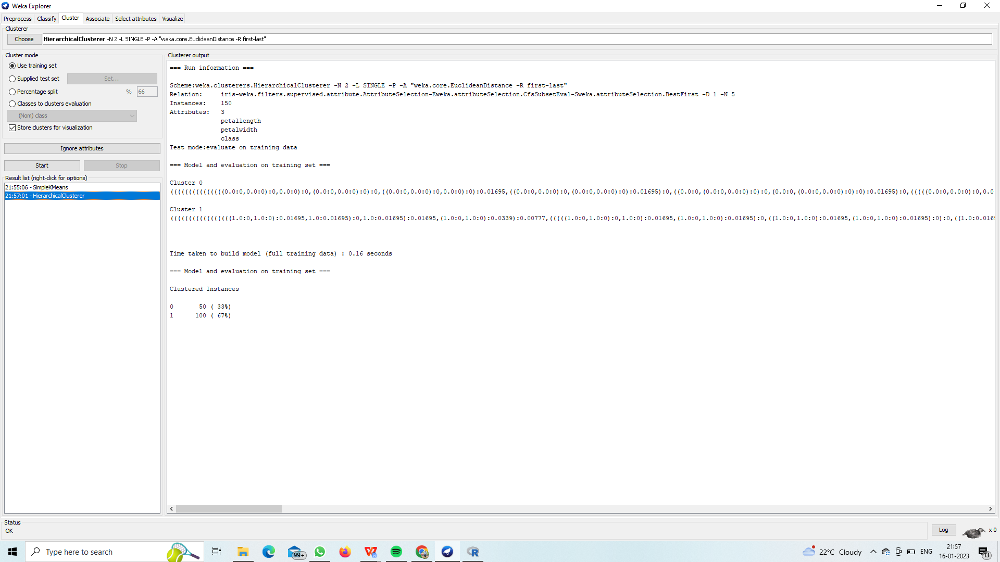 Weka Explorer
Preprocess Classify Cluster Associate Select attributes Visualize
Clusterer
Choose HierarchicalClusterer -N 2 -L SINGLE -P -A "weka.core.EuclideanDistance -R first-last"
Cluster mode
Use training set
Supplied test set Set...
Percentage split % 66
Classes to clusters evaluation
(Nom) class
Store clusters for visualization
Ignore attributes
Start Stop
Result list (right-click for options)
21:55:06 - SimpleKMeans
21:57:01 - HierarchicalClusterer
Clusterer output
=== Run information ===
Scheme:weka.clusterers.HierarchicalClusterer -N 2 -L SINGLE -P -A "weka.core.EuclideanDistance -R first-last"
Relation: iris-weka.filters.supervised.attribute.AttributeSelection-Eweka.attributeSelection.CfsSubsetEval-Sweka.attributeSelection.BestFirst -D 1 -N 5
Instances: 150
Attributes: 3
petallength
petalwidth
class
Test mode:evaluate on training data
=== Model and evaluation on training set ===
Cluster 0
(((((((((((((((0.0:0,0.0:0):0,0.0:0):0,(0.0:0,0.0:0):0):0,((0.0:0,0.0:0):0,0.0:0):0):0.01695,((0.0:0,0.0:0):0,(0.0:0,0.0:0):0):0.01695):0,((0.0:0,(0.0:0,0.0:0):0):0,(0.0:0,(0.0:0,0.0:0):0):0):0.01695):0,(((((0.0:0,0.0:0):0,0.0
Cluster 1
(((((((((((((((((1.0:0,1.0:0):0.01695,1.0:0.01695):0,1.0:0.01695):0.01695,(1.0:0,1.0:0):0.0339):0.00777,(((((1.0:0,1.0:0):0,1.0:0):0.01695,(1.0:0,1.0:0):0.01695):0,((1.0:0,1.0:0):0.01695,(1.0:0,1.0:0):0.01695):0):0,((1.0:0.0169
Time taken to build model (full training data) : 0.16 seconds
=== Model and evaluation on training set ===
Clustered Instances
0 50 ( 33%)
1 100 ( 67%)
Status
OK
Log x 0
Type here to search
99+
22°C Cloudy
ENG
21:57
16-01-2023
13